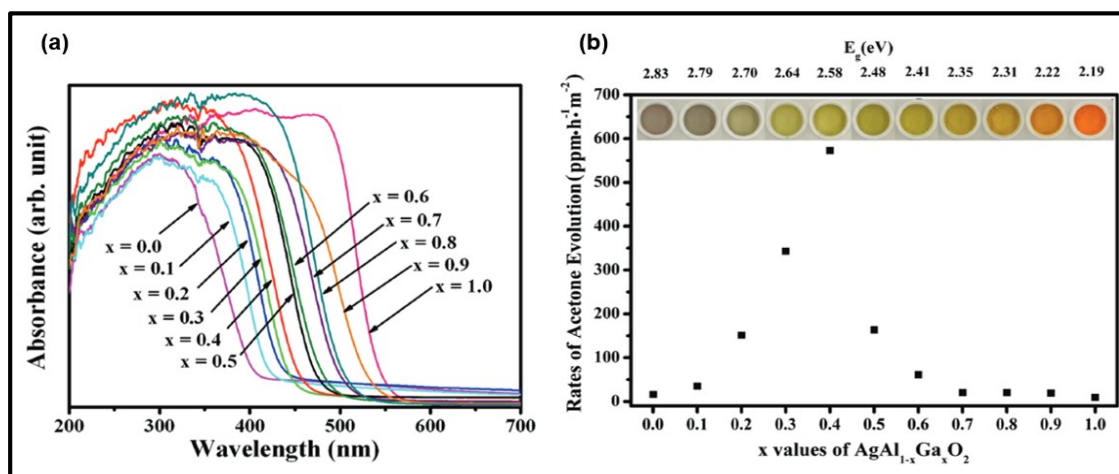 (a)
Absorbance (arb. unit)
x = 0.0
x = 0.1
x = 0.2
x = 0.3
x = 0.4
x = 0.5
x = 0.6
x = 0.7
x = 0.8
x = 0.9
x = 1.0
200 300 400 500 600 700
Wavelength (nm)
(b)
E_g(eV)
2.83 2.79 2.70 2.64 2.58 2.48 2.41 2.35 2.31 2.22 2.19
Rates of Acetone Evolution(ppm·h⁻¹m⁻²)
700
600
500
400
300
200
100
0
0.0 0.1 0.2 0.3 0.4 0.5 0.6 0.7 0.8 0.9 1.0
x values of AgAl₁₋ₓGaₓO₂